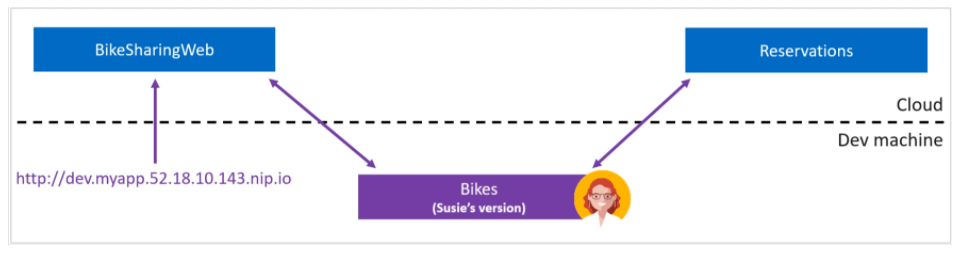 BikeSharingWeb
Reservations
Cloud
Dev machine
http://dev.myapp.52.18.10.143.nip.io
Bikes
(Susie's version)